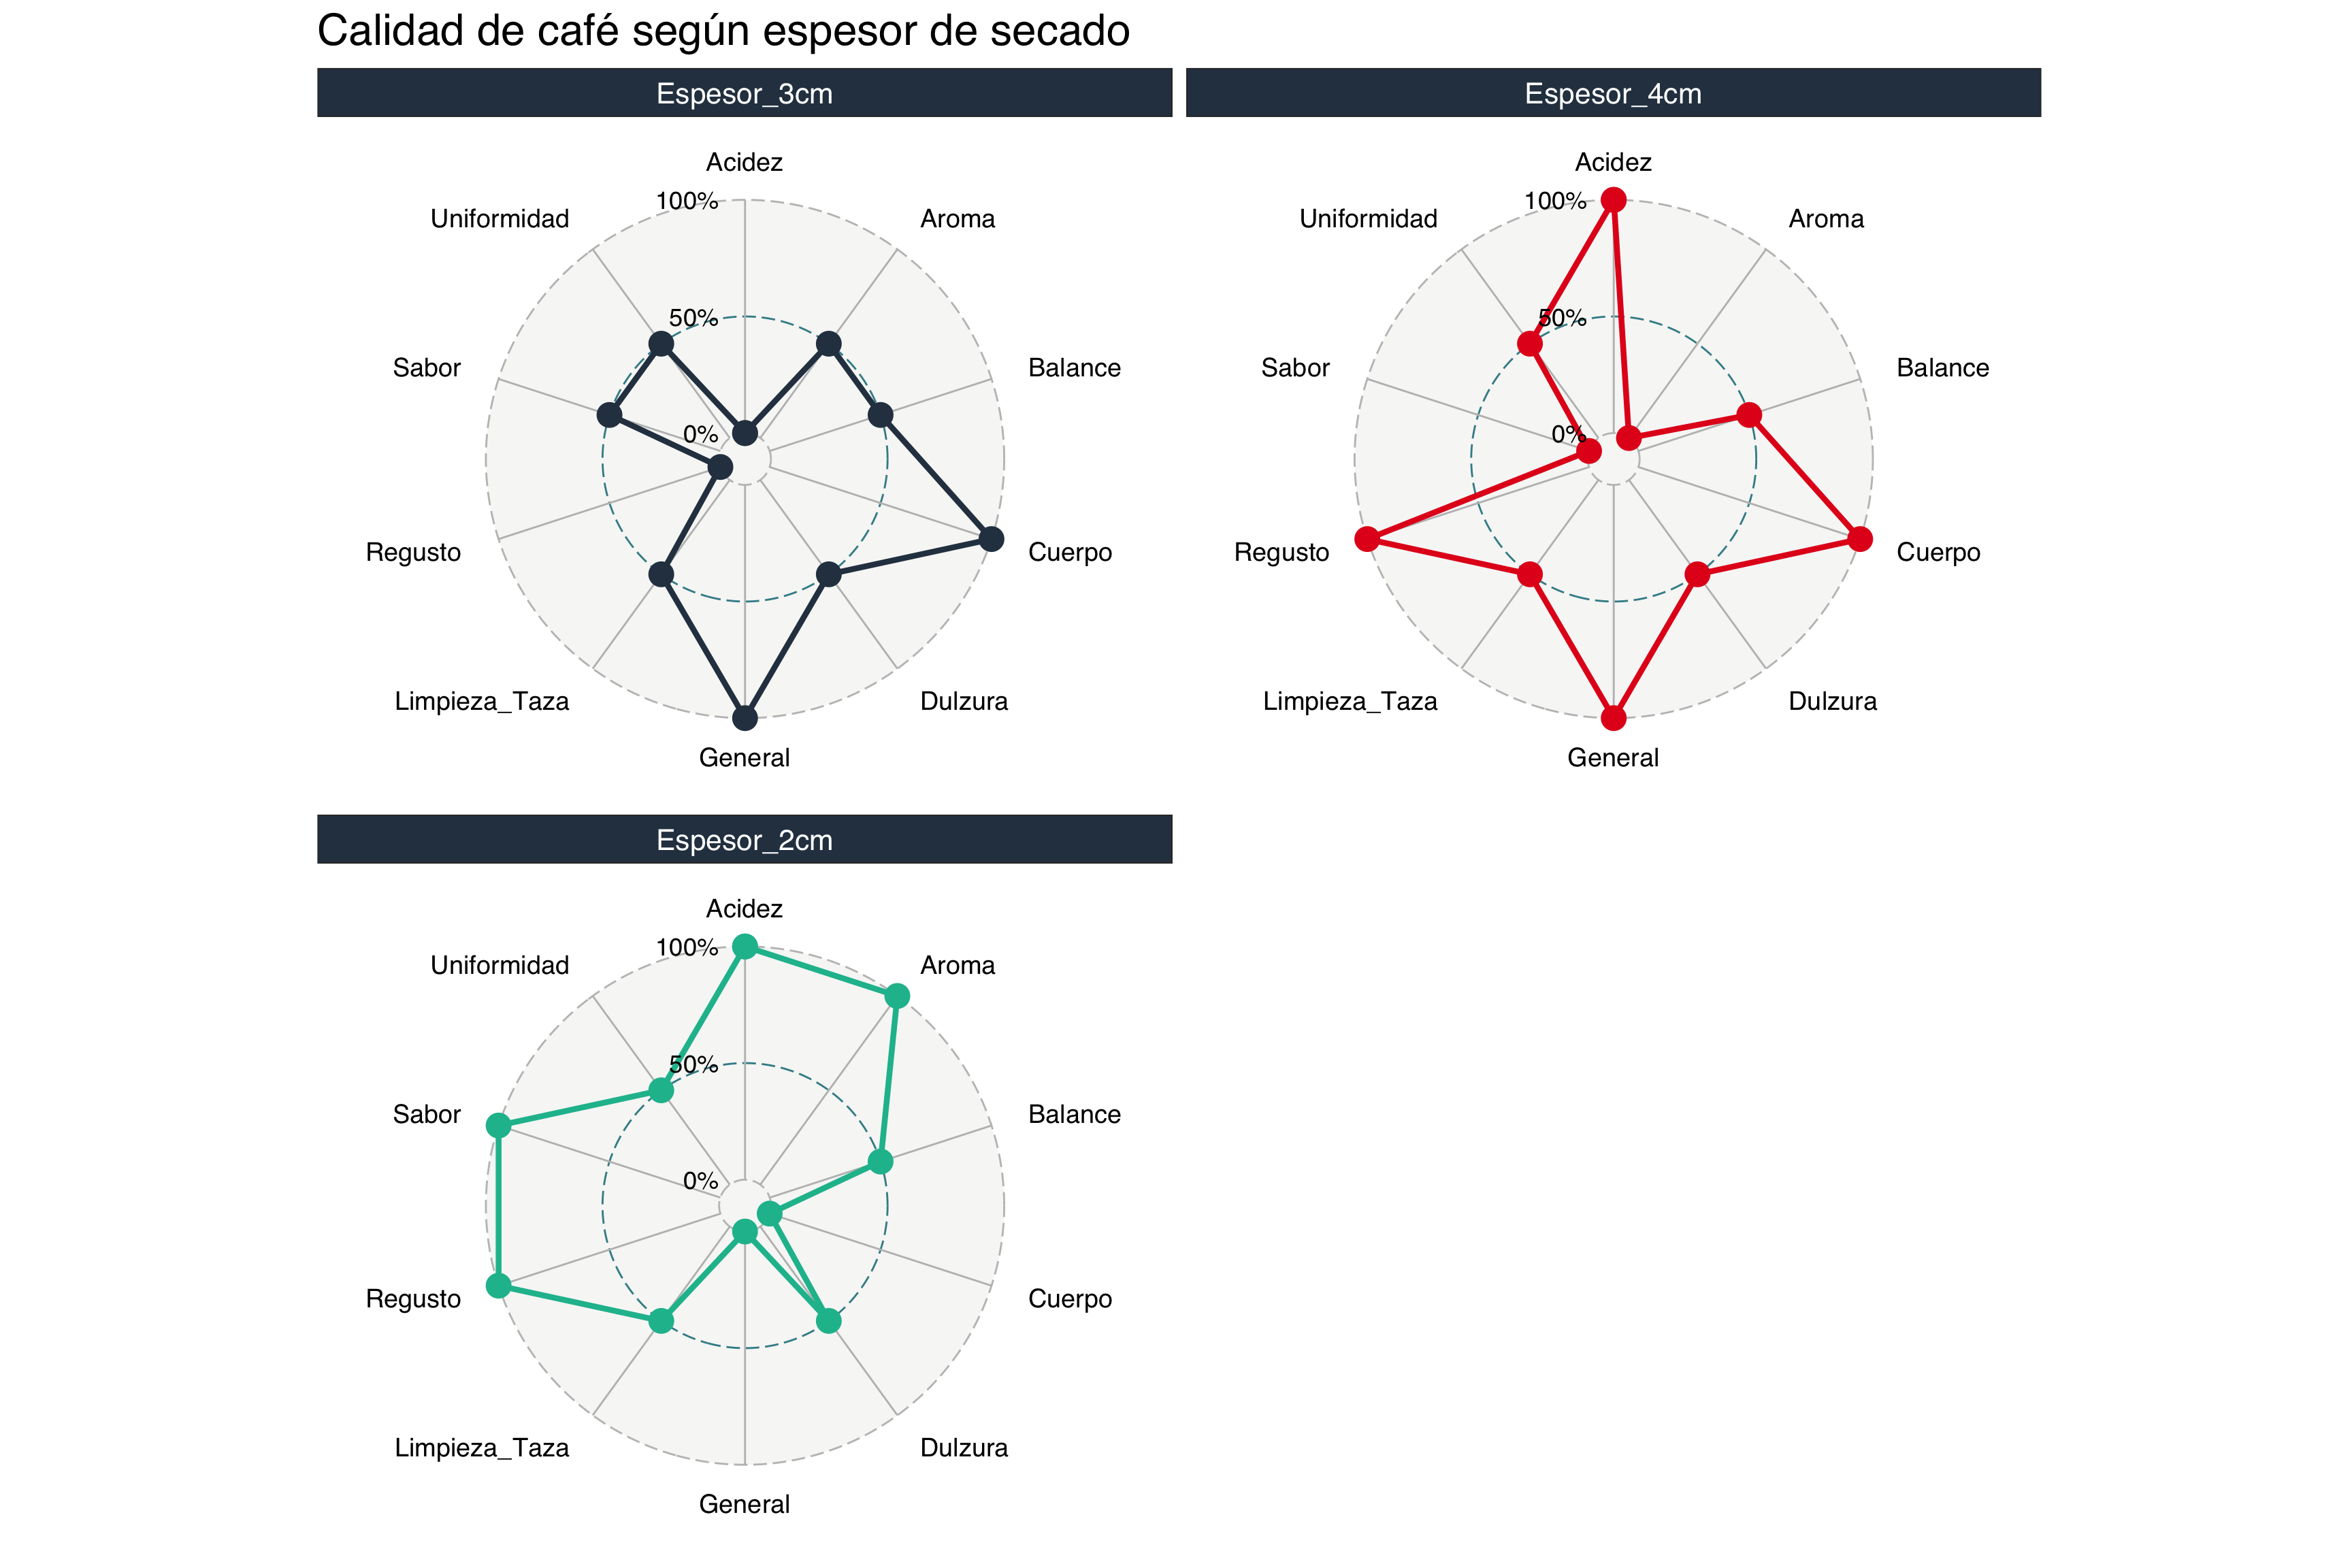 Calidad de café según espesor de secado
Espesor_3cm
Acidez
100%
Uniformidad
Aroma
50%
Sabor
Balance
0%
Regusto
Cuerpo
Limpieza_Taza
Dulzura
General
Espesor_4cm
Acidez
100%
Uniformidad
Aroma
50%
Sabor
Balance
0%
Regusto
Cuerpo
Limpieza_Taza
Dulzura
General
Espesor_2cm
Acidez
100%
Uniformidad
Aroma
50%
Sabor
Balance
0%
Regusto
Cuerpo
Limpieza_Taza
Dulzura
General